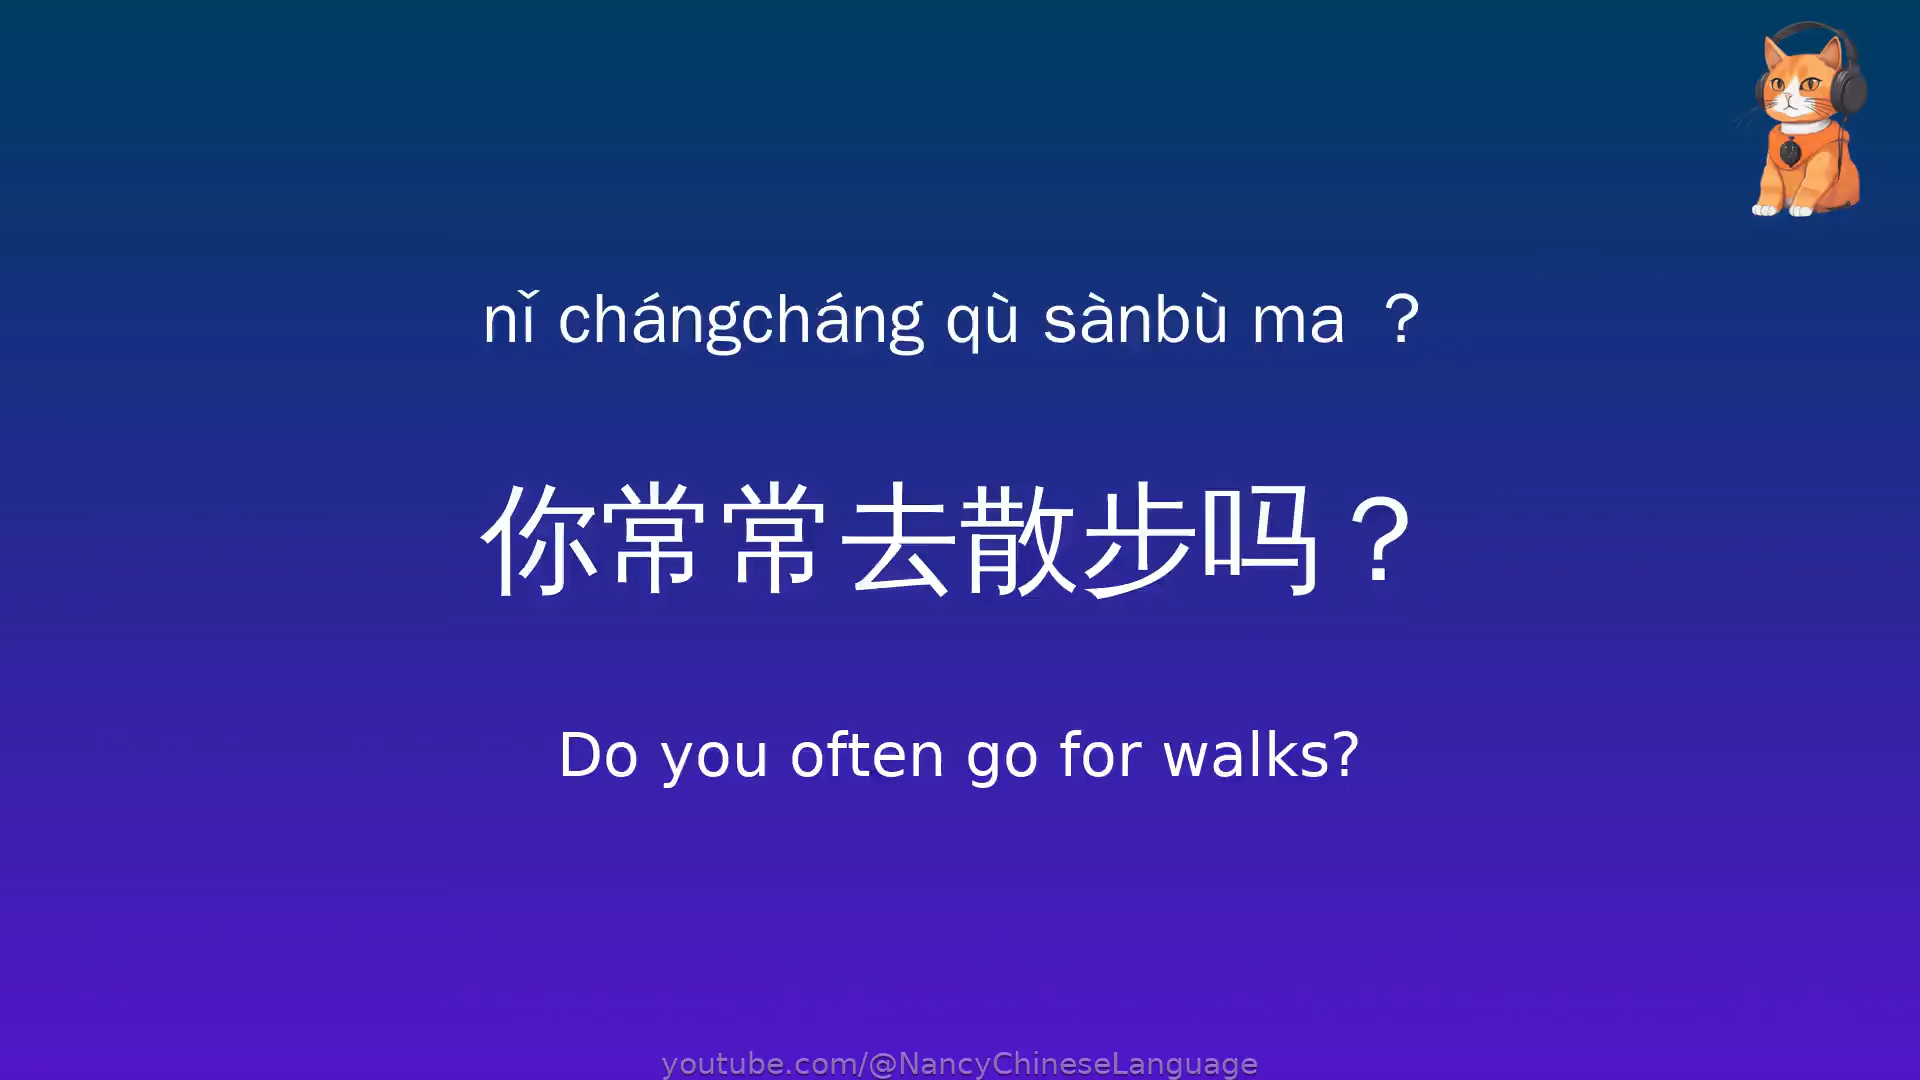 nǐ chángcháng qù sànbù ma ？
你常常去散步吗？
Do you often go for walks?
youtube.com/@NancyChineseLanguage